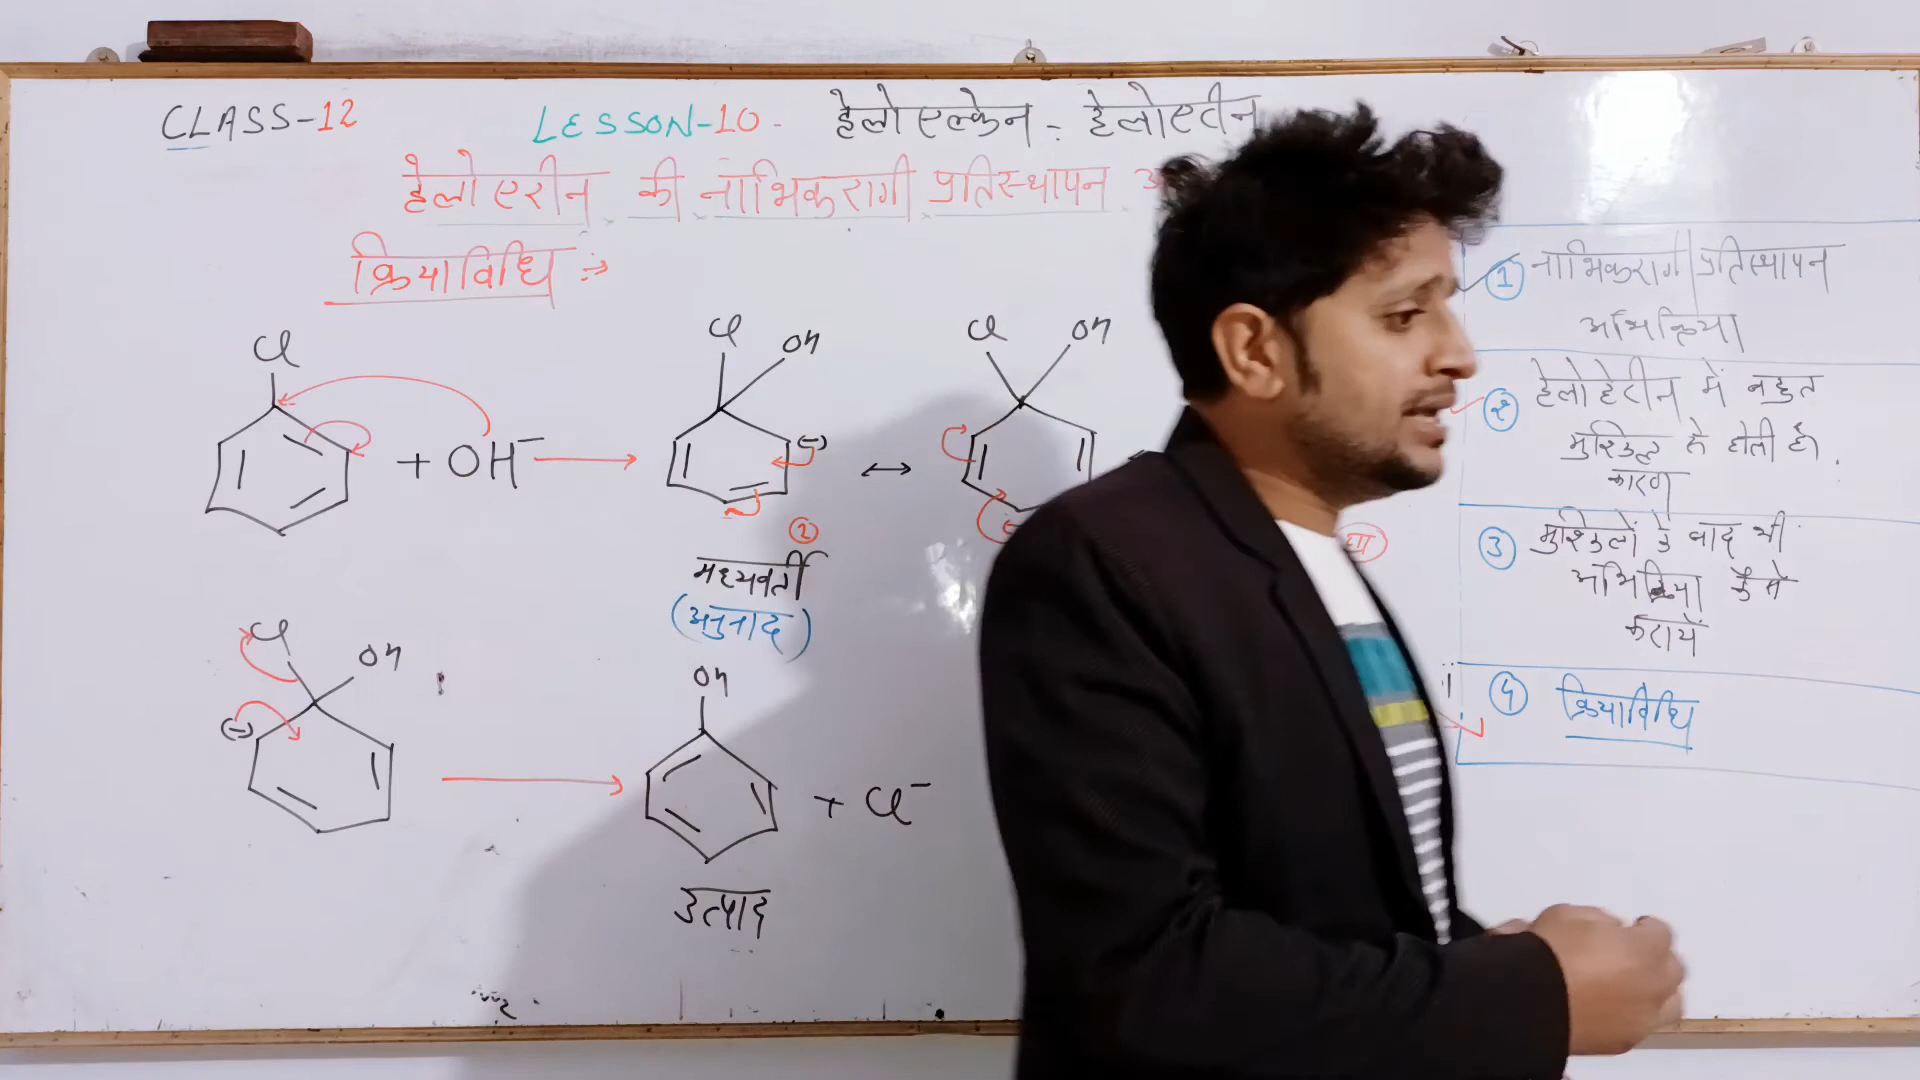 CLASS-12 LESSON-10- हेलोएल्केन - हेलोएरीन
हेलोएरीन की नाभिकरागी प्रतिस्थापन अ
क्रियाविधि
Cl
+ OH⁻
Cl OH
(-)
↔
Cl OH
②
मध्यवर्ती
(अनुनाद)
Cl OH
(-)
OH
+ Cl⁻
उत्पाद
① नाभिकरागी प्रतिस्थापन
अभिक्रिया
② में बहुत
मुश्किल से होती है।
कारण
③ मुश्किलों के बाद भी
अभिक्रिया कैसे
करायें
4 क्रियाविधि